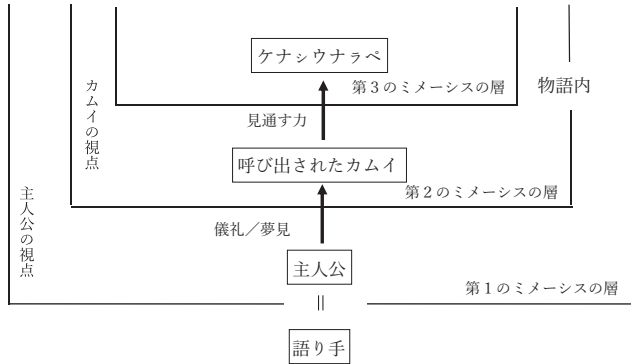 ケナㇱウナㇻペ
第3のミメーシスの層
物語内
カムイの視点
見通す力
呼び出されたカムイ
第2のミメーシスの層
主人公の視点
儀礼／夢見
主人公
第1のミメーシスの層
||
語り手